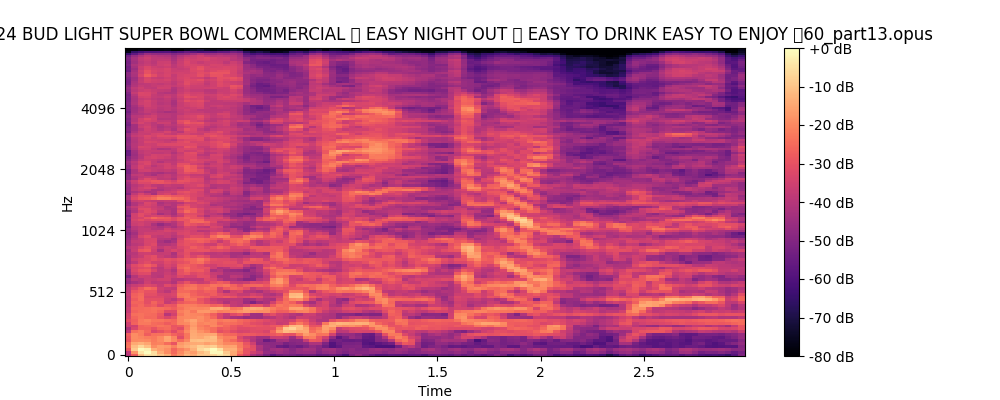 24 BUD LIGHT SUPER BOWL COMMERCIAL ▯ EASY NIGHT OUT ▯ EASY TO DRINK EASY TO ENJOY ▯60_part13.opus
4096
2048
1024
512
0
Hz
0
0.5
1
1.5
2
2.5
Time
+0 dB
-10 dB
-20 dB
-30 dB
-40 dB
-50 dB
-60 dB
-70 dB
-80 dB